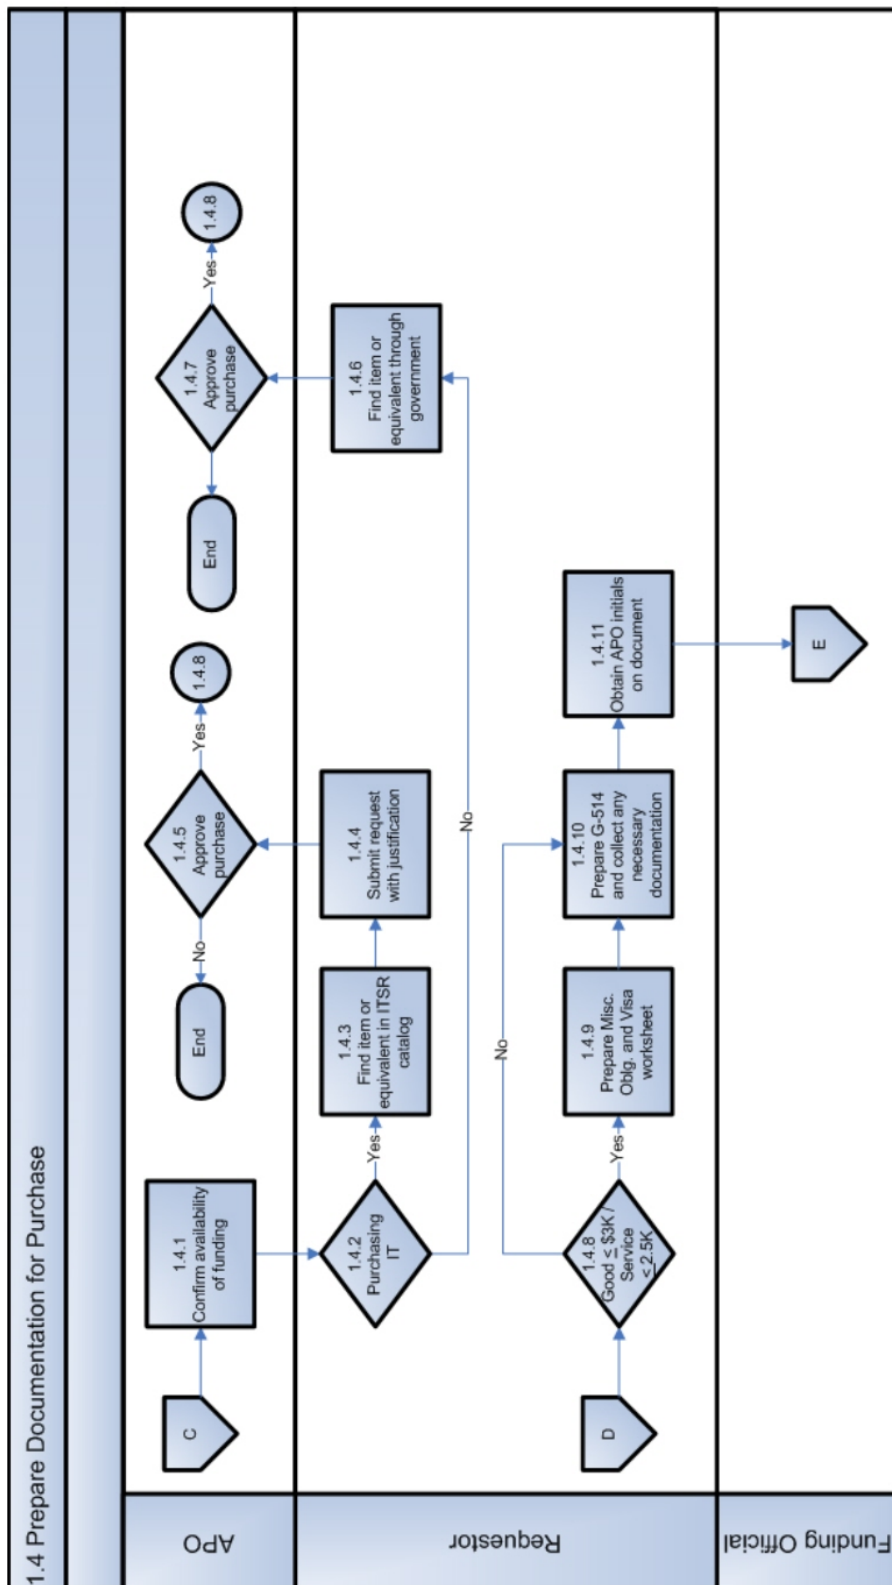 1.4 Prepare Documentation for Purchase
APO
C
1.4.1
Confirm availability
of funding
End
No
1.4.5
Approve
purchase
Yes
1.4.8
End
1.4.7
Approve
purchase
Yes
1.4.8
Requestor
1.4.2
Purchasing
IT
Yes
1.4.3
Find item or
equivalent in ITSR
catalog
1.4.4
Submit request
with justification
1.4.6
Find item or
equivalent through
government
No
No
D
1.4.8
Good ≤ $3K /
Service
≤ 2.5K
Yes
1.4.9
Prepare Misc.
Oblg. and Visa
worksheet
1.4.10
Prepare G-514
and collect any
necessary
documentation
1.4.11
Obtain APO initials
on document
Funding Official
E